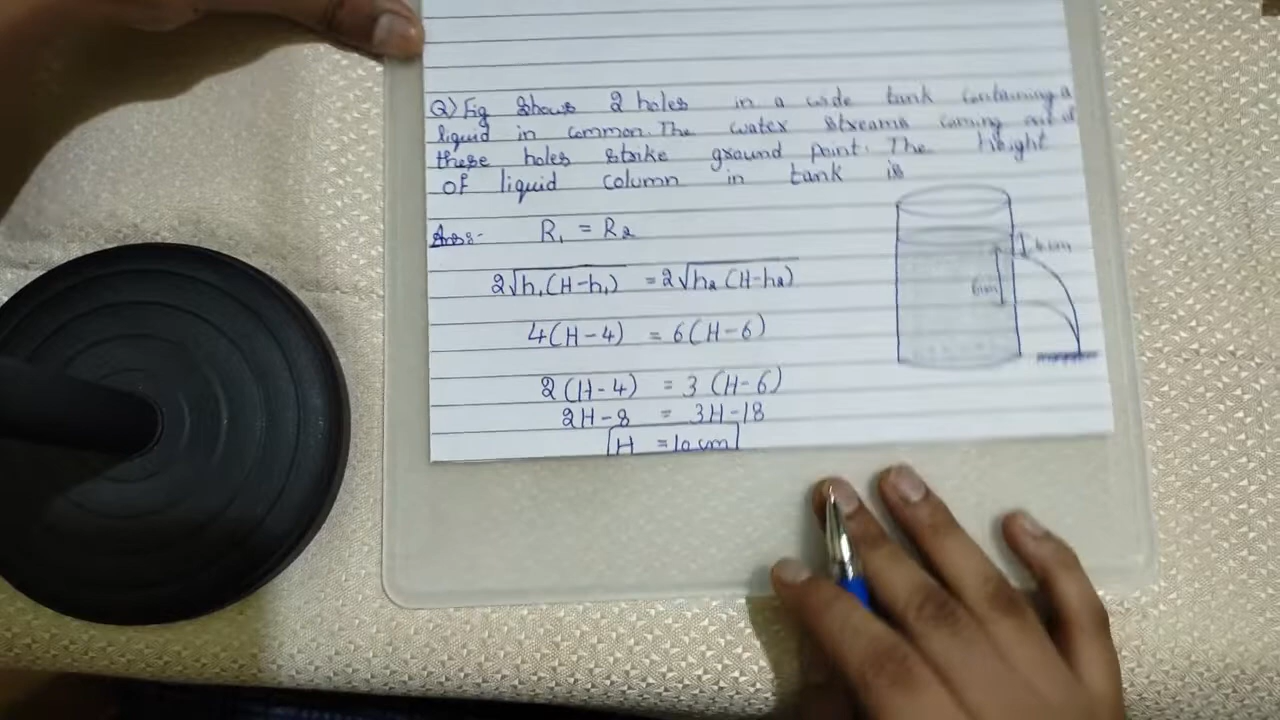 Q) Fig shows 2 holes in a wide tank containing a
liquid in common. The water streams coming out of
these holes strike ground point. The height
of liquid column in tank is
Ans:- R₁ = R₂
2√h₁(H-h₁) = 2√h₂(H-h₂)
4(H-4) = 6(H-6)
2(H-4) = 3(H-6)
2H-8 = 3H-18
H = 10 cm
4cm
6cm